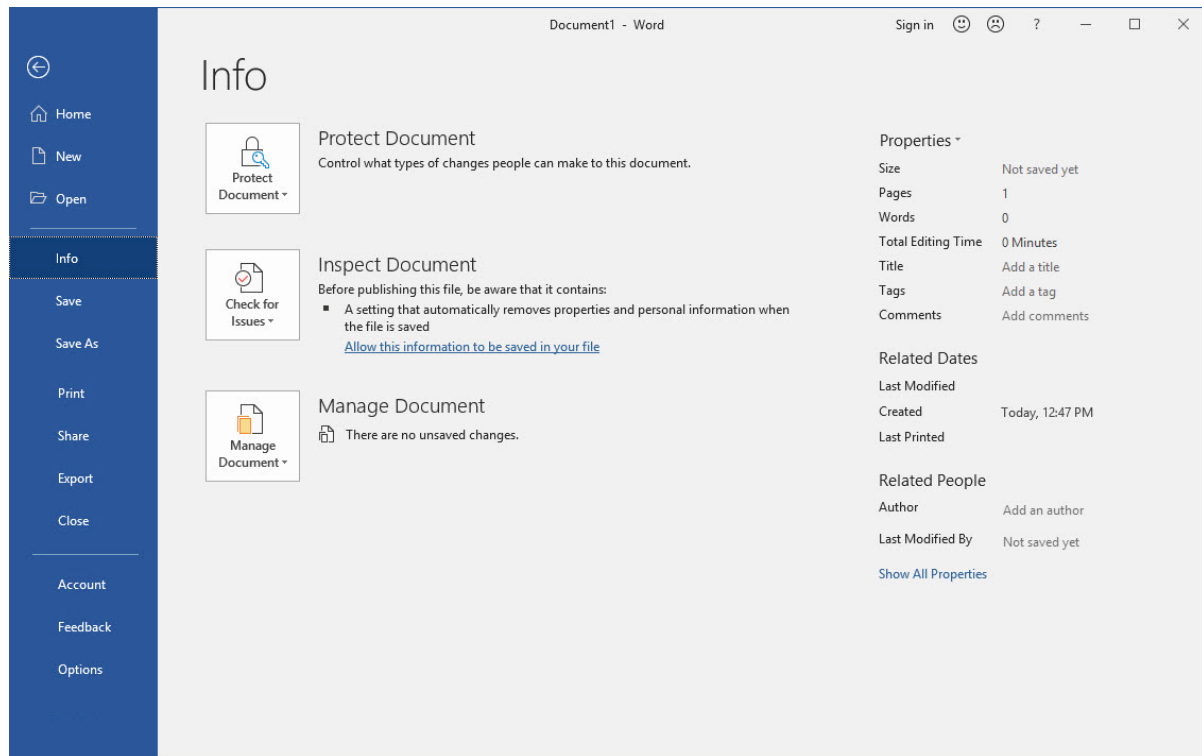 Document1 - Word
Sign in
?
Info
Home
New
Open
Info
Save
Save As
Print
Share
Export
Close
Account
Feedback
Options
Protect
Document
Protect Document
Control what types of changes people can make to this document.
Check for
Issues
Inspect Document
Before publishing this file, be aware that it contains:
A setting that automatically removes properties and personal information when
the file is saved
Allow this information to be saved in your file
Manage
Document
Manage Document
There are no unsaved changes.
Properties
Size Not saved yet
Pages 1
Words 0
Total Editing Time 0 Minutes
Title Add a title
Tags Add a tag
Comments Add comments
Related Dates
Last Modified
Created Today, 12:47 PM
Last Printed
Related People
Author Add an author
Last Modified By Not saved yet
Show All Properties